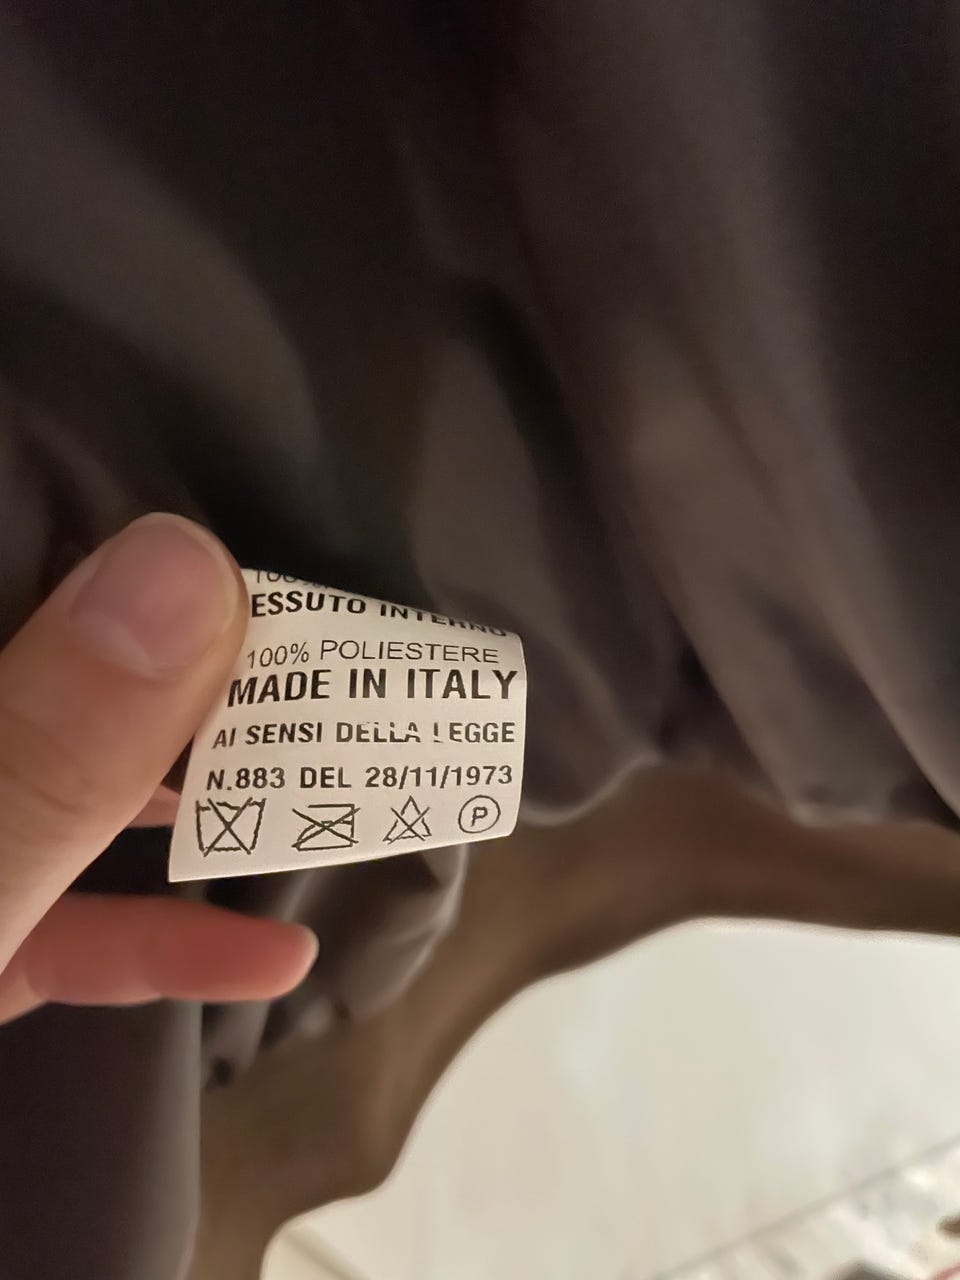 ESSUTO INTERNO
100% POLIESTERE
MADE IN ITALY
AI SENSI DELLA LEGGE
N.883 DEL 28/11/1973
P